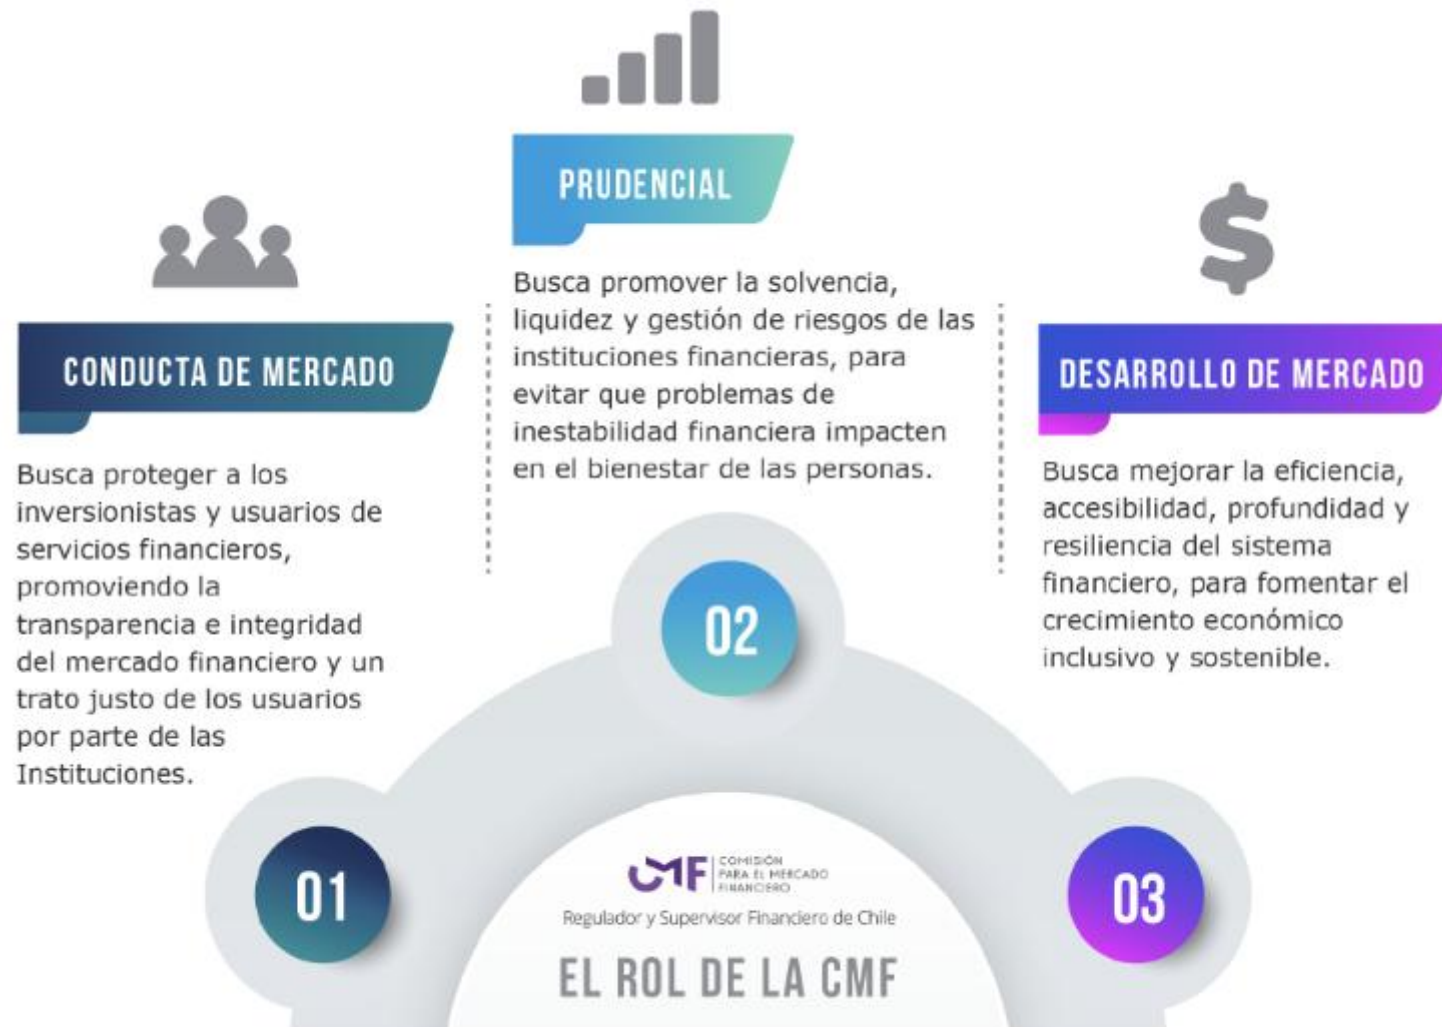 CONDUCTA DE MERCADO
Busca proteger a los
inversionistas y usuarios de
servicios financieros,
promoviendo la
transparencia e integridad
del mercado financiero y un
trato justo de los usuarios
por parte de las
Instituciones.
PRUDENCIAL
Busca promover la solvencia,
liquidez y gestión de riesgos de las
instituciones financieras, para
evitar que problemas de
inestabilidad financiera impacten
en el bienestar de las personas.
$
DESARROLLO DE MERCADO
Busca mejorar la eficiencia,
accesibilidad, profundidad y
resiliencia del sistema
financiero, para fomentar el
crecimiento económico
inclusivo y sostenible.
01
02
03
CMF
COMISIÓN
PARA EL MERCADO
FINANCIERO
Regulador y Supervisor Financiero de Chile
EL ROL DE LA CMF